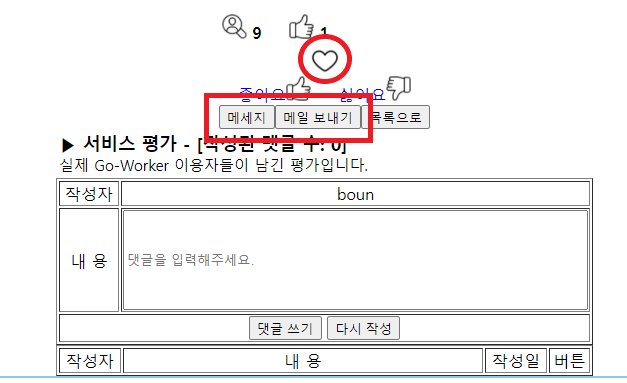 9 1
좋아요 싫어요
메세지 메일 보내기 목록으로
▶ 서비스 평가 - [작성된 댓글 수: 0]
실제 Go-Worker 이용자들이 남긴 평가입니다.
작성자 boun
내 용 댓글을 입력해주세요.
댓글 쓰기 다시 작성
작성자 내 용 작성일 버튼